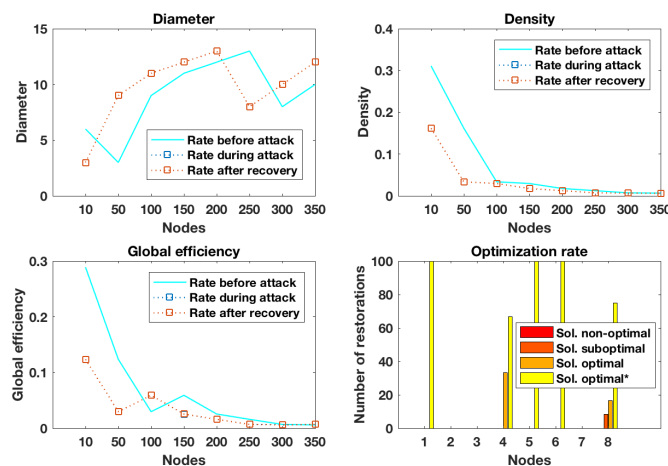 Diameter
15
10
5
0
Diameter
Rate before attack
Rate during attack
Rate after recovery
10 50 100 150 200 250 300 350
Nodes
Density
0.4
0.3
0.2
0.1
0
Density
Rate before attack
Rate during attack
Rate after recovery
10 50 100 150 200 250 300 350
Nodes
Global efficiency
0.3
0.2
0.1
0
Global efficiency
Rate before attack
Rate during attack
Rate after recovery
10 50 100 150 200 250 300 350
Nodes
Optimization rate
100
80
60
40
20
0
Number of restorations
Sol. non-optimal
Sol. suboptimal
Sol. optimal
Sol. optimal*
1 2 3 4 5 6 7 8
Nodes